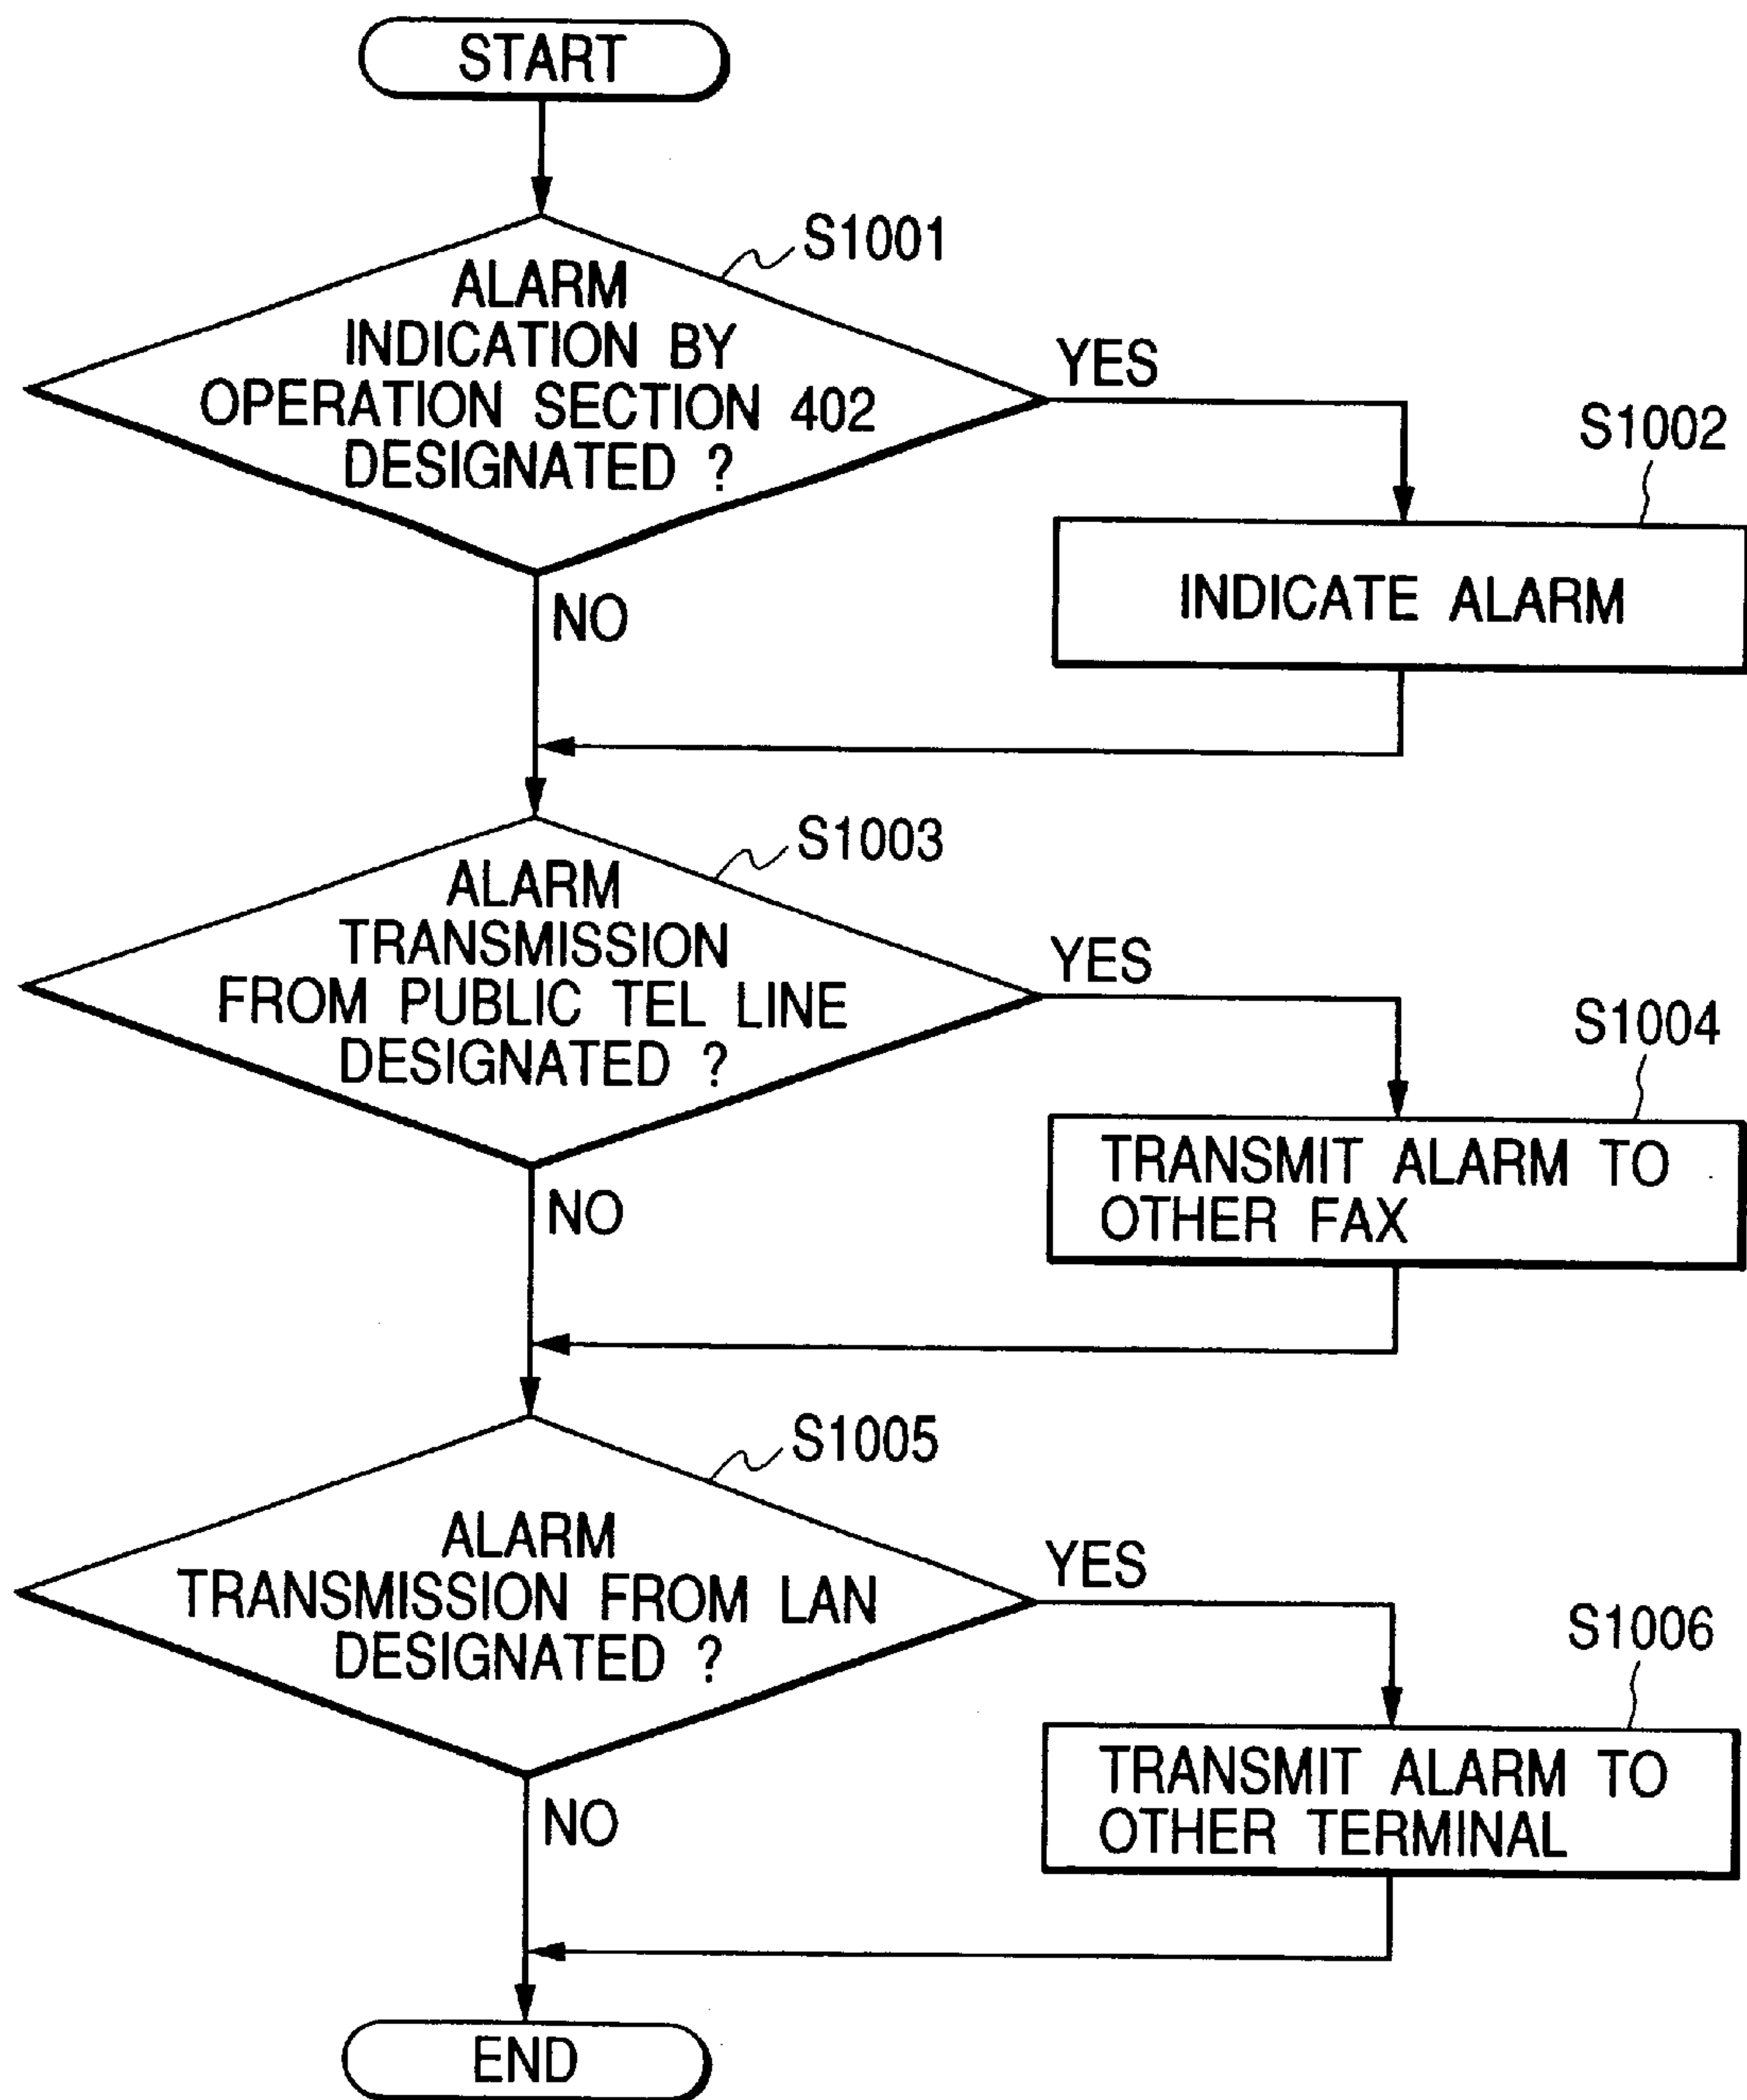 START
S1001
ALARM
INDICATION BY
OPERATION SECTION 402
DESIGNATED ?
YES
S1002
INDICATE ALARM
NO
S1003
ALARM
TRANSMISSION
FROM PUBLIC TEL LINE
DESIGNATED ?
YES
S1004
TRANSMIT ALARM TO
OTHER FAX
NO
S1005
ALARM
TRANSMISSION FROM LAN
DESIGNATED ?
YES
S1006
TRANSMIT ALARM TO
OTHER TERMINAL
NO
END